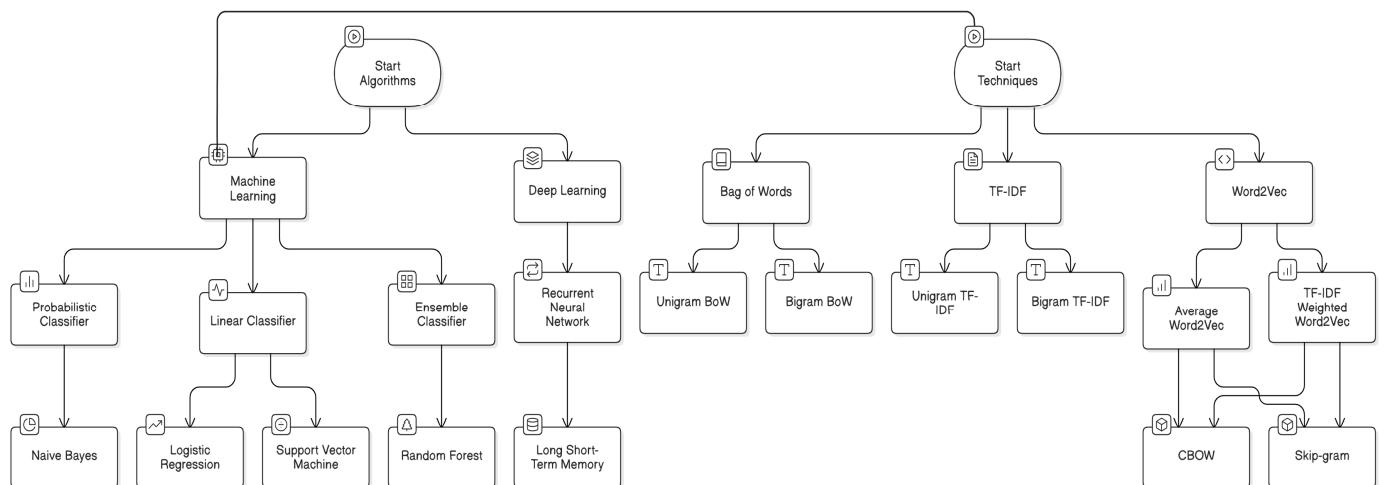 Start
Algorithms
Start
Techniques
Machine
Learning
Deep Learning
Bag of Words
TF-IDF
Word2Vec
Probabilistic
Classifier
Linear Classifier
Ensemble
Classifier
Recurrent
Neural
Network
Unigram BoW
Bigram BoW
Unigram TF-
IDF
Bigram TF-IDF
Average
Word2Vec
TF-IDF
Weighted
Word2Vec
Naive Bayes
Logistic
Regression
Support Vector
Machine
Random Forest
Long Short-
Term Memory
CBOW
Skip-gram